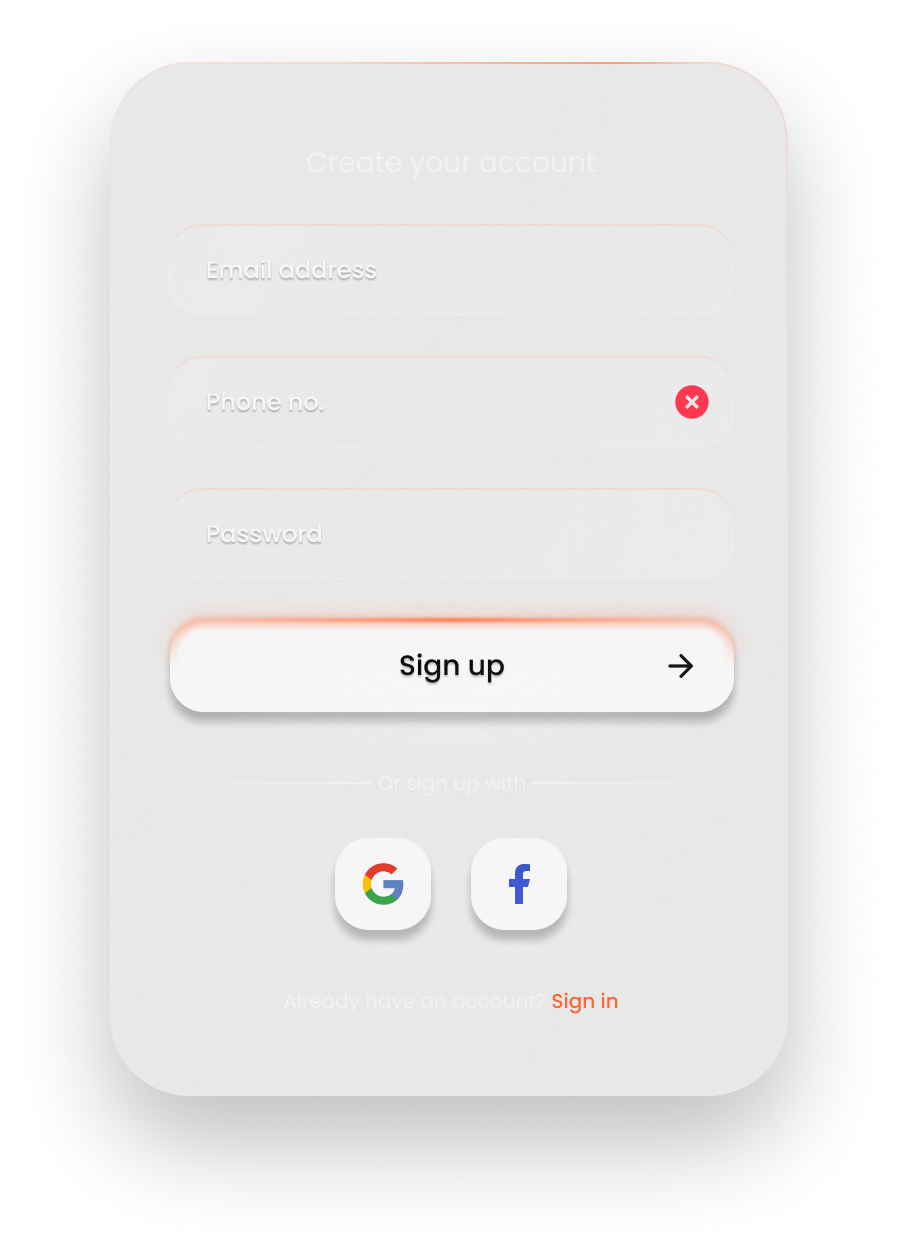 Create your account
Email address
Phone no.
Password
Sign up
Or sign up with
Already have an account? Sign in